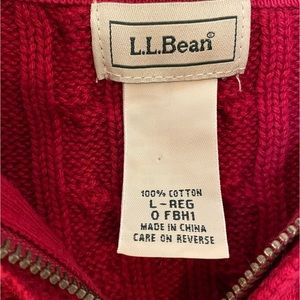 L.L.Bean®
100% COTTON
L-REG
0 FBH1
MADE IN CHINA
CARE ON REVERSE